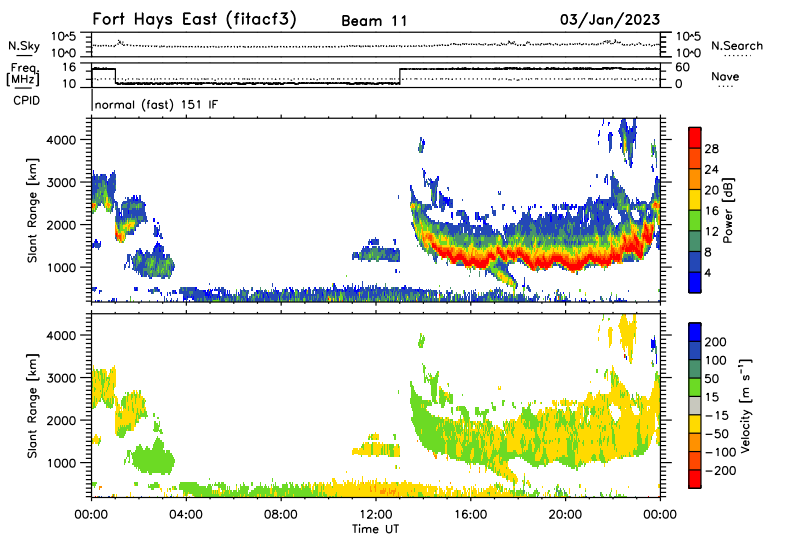 Fort Hays East (fitacf3) Beam 11 03/Jan/2023
N.Sky 10^5 10^0 10^5 10^0 N.Search
Freq. [MHz] 16 10 60 0 Nave
CPID normal (fast) 151 IF
Slant Range [km] 4000 3000 2000 1000
Power [dB] 28 24 20 16 12 8 4
Slant Range [km] 4000 3000 2000 1000
Velocity [m s⁻¹] 200 100 50 15 −15 −50 −100 −200
00:00 04:00 08:00 12:00 16:00 20:00 00:00
Time UT